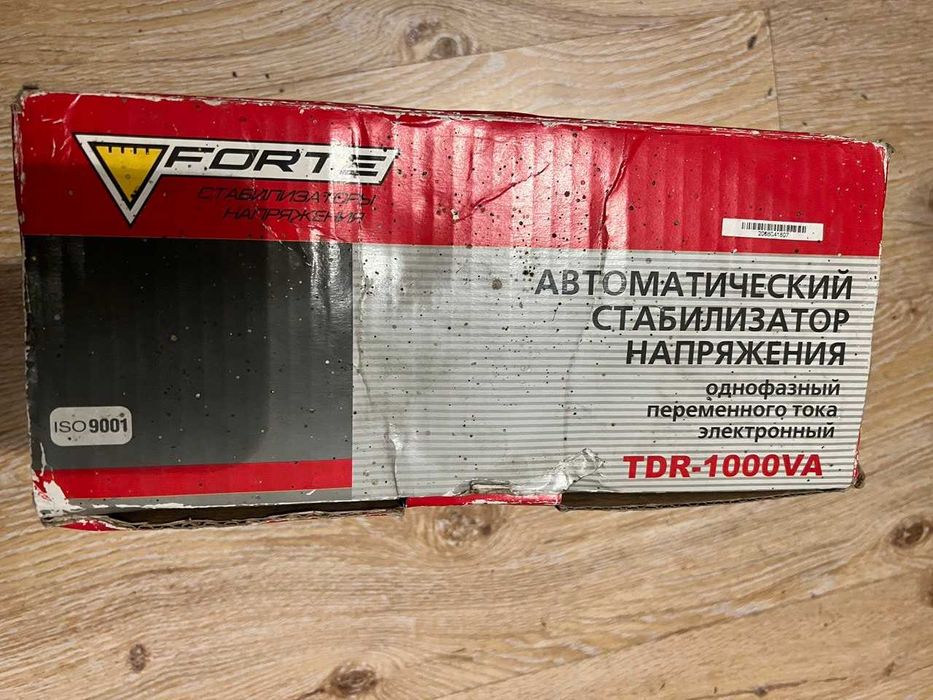 FORTE
СТАБИЛИЗАТОРЫ
НАПРЯЖЕНИЯ
АВТОМАТИЧЕСКИЙ
СТАБИЛИЗАТОР
НАПРЯЖЕНИЯ
однофазный
переменного тока
электронный
TDR-1000VA
ISO 9001